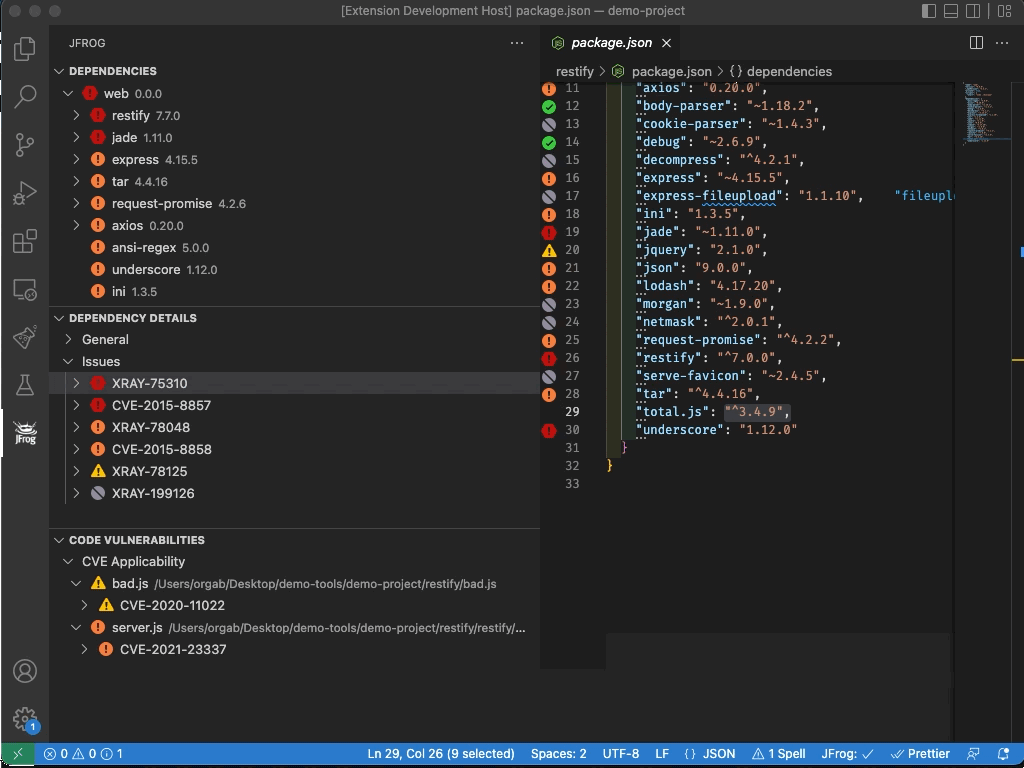 [Extension Development Host] package.json — demo-project
JFROG
DEPENDENCIES
web 0.0.0
restify 7.7.0
jade 1.11.0
express 4.15.5
tar 4.4.16
request-promise 4.2.6
axios 0.20.0
ansi-regex 5.0.0
underscore 1.12.0
ini 1.3.5
DEPENDENCY DETAILS
General
Issues
XRAY-75310
CVE-2015-8857
XRAY-78048
CVE-2015-8858
XRAY-78125
XRAY-199126
CODE VULNERABILITIES
CVE Applicability
bad.js /Users/orgab/Desktop/demo-tools/demo-project/restify/bad.js
CVE-2020-11022
server.js /Users/orgab/Desktop/demo-tools/demo-project/restify/restify/...
CVE-2021-23337
JFrog
1
package.json
restify > package.json > {} dependencies
11 "axios": "0.20.0",
12 "body-parser": "~1.18.2",
13 "cookie-parser": "~1.4.3",
14 "debug": "~2.6.9",
15 "decompress": "^4.2.1",
16 "express": "~4.15.5",
17 "express-fileupload": "1.1.10", "fileupl
18 "ini": "1.3.5",
19 "jade": "~1.11.0",
20 "jquery": "2.1.0",
21 "json": "9.0.0",
22 "lodash": "4.17.20",
23 "morgan": "~1.9.0",
24 "netmask": "^2.0.1",
25 "request-promise": "^4.2.2",
26 "restify": "^7.0.0",
27 "serve-favicon": "~2.4.5",
28 "tar": "^4.4.16",
29 "total.js": "^3.4.9",
30 "underscore": "1.12.0"
31 }
32 }
33
0 0 1 Ln 29, Col 26 (9 selected) Spaces: 2 UTF-8 LF {} JSON 1 Spell JFrog: ✓ Prettier